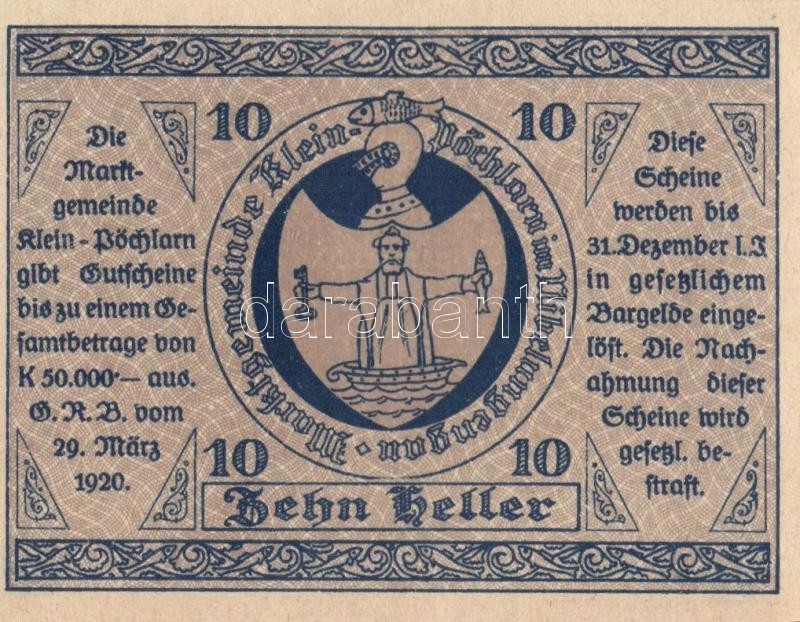 10
10
Die
Markt-
gemeinde
Klein-Pöchlarn
gibt Gutscheine
bis zu einem Ge-
samtbetrage von
K 50.000·— aus.
G.R.B. vom
29. März
1920.
Marktgemeinde Klein-Pöchlarn im Nibelungengau ·
Diese
Scheine
werden bis
31. Dezember l. J.
in gesetzlichem
Bargelde einge-
löst. Die Nach-
ahmung dieser
Scheine wird
gesetzl. be-
straft.
10
10
Zehn Heller
darabanth